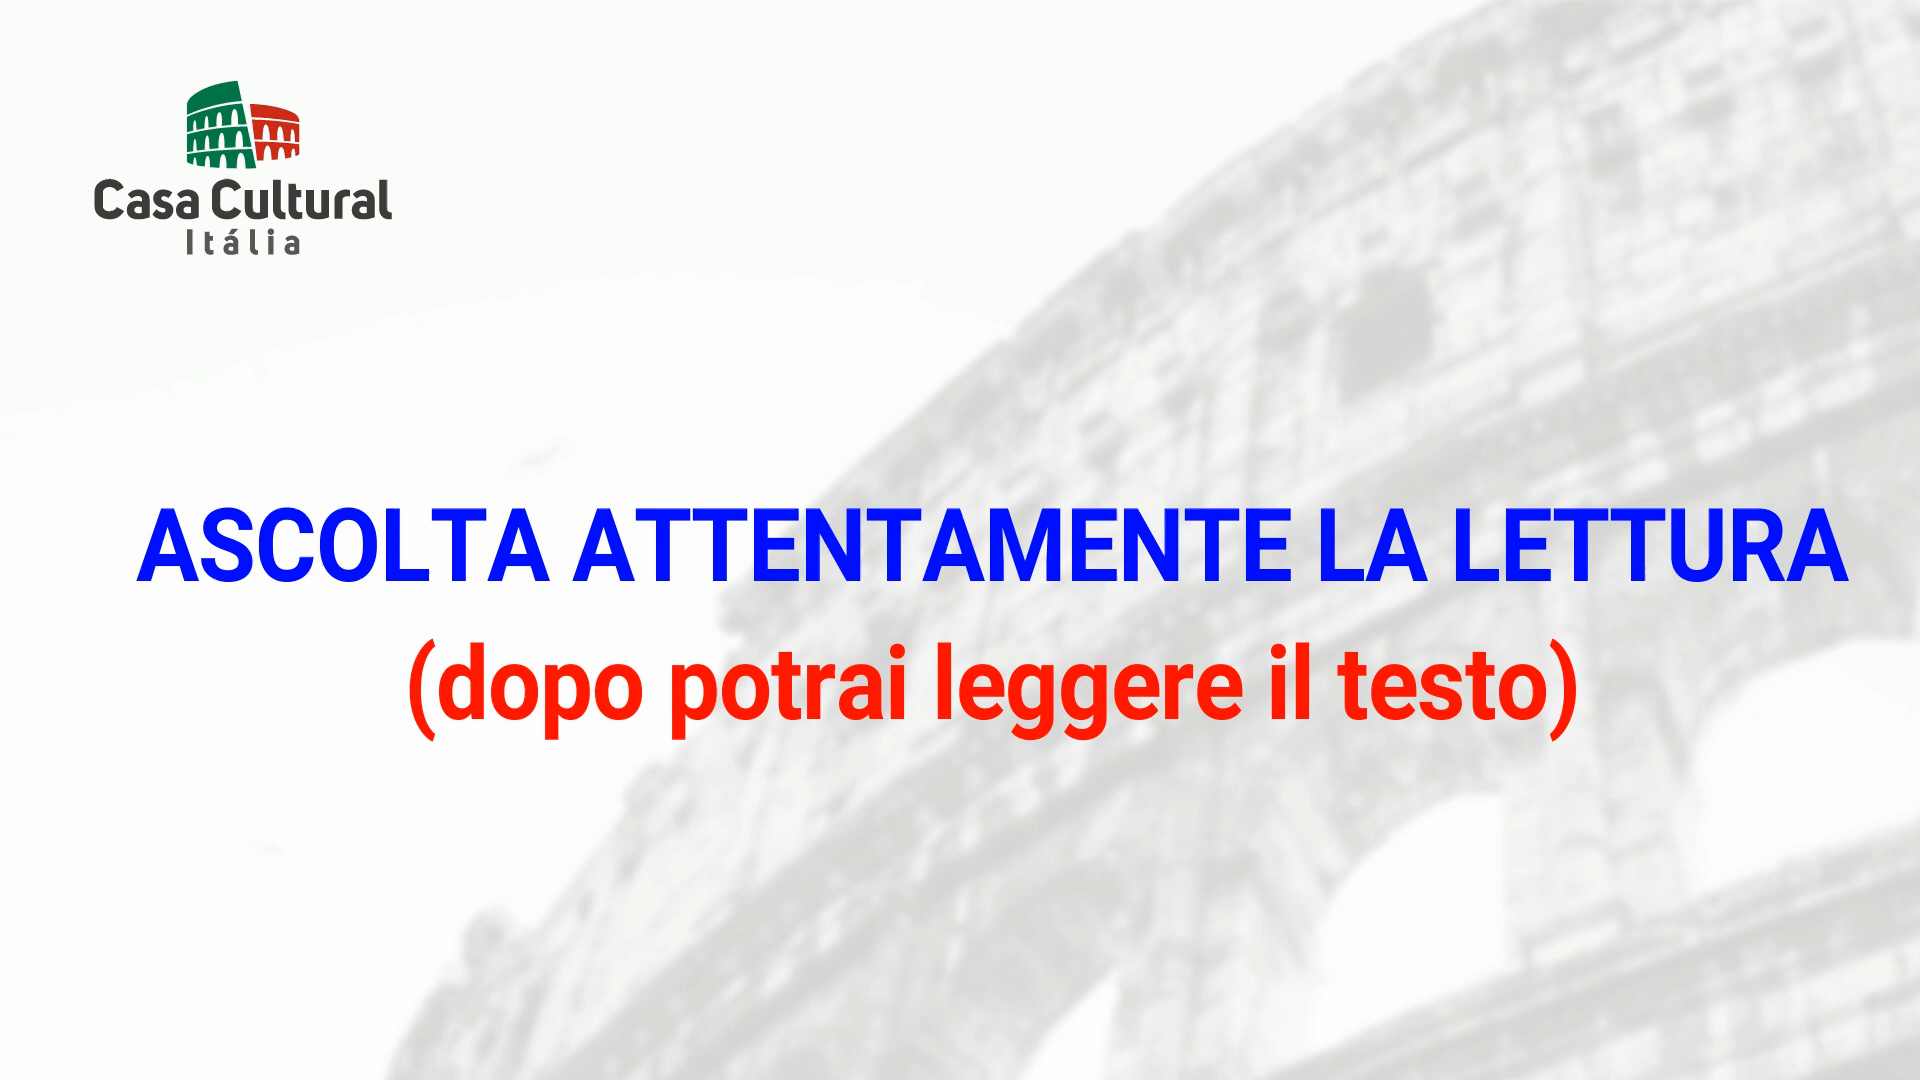 Casa Cultural
Itália
ASCOLTA ATTENTAMENTE LA LETTURA
(dopo potrai leggere il testo)